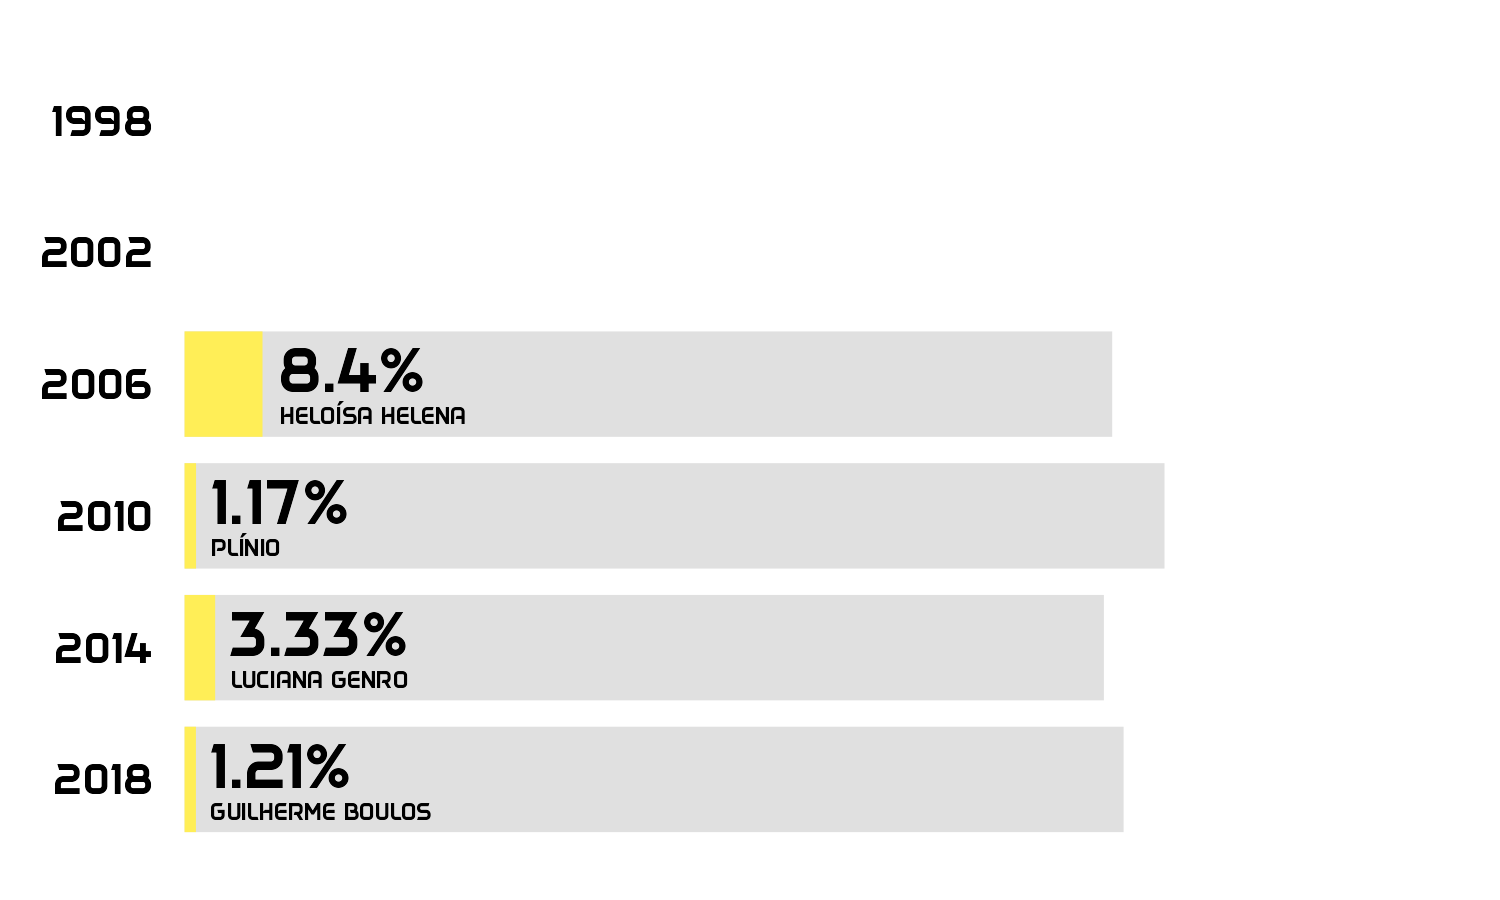 1998
2002
2006
8.4%
HELOÍSA HELENA
2010
1.17%
PLÍNIO
2014
3.33%
LUCIANA GENRO
2018
1.21%
GUILHERME BOULOS